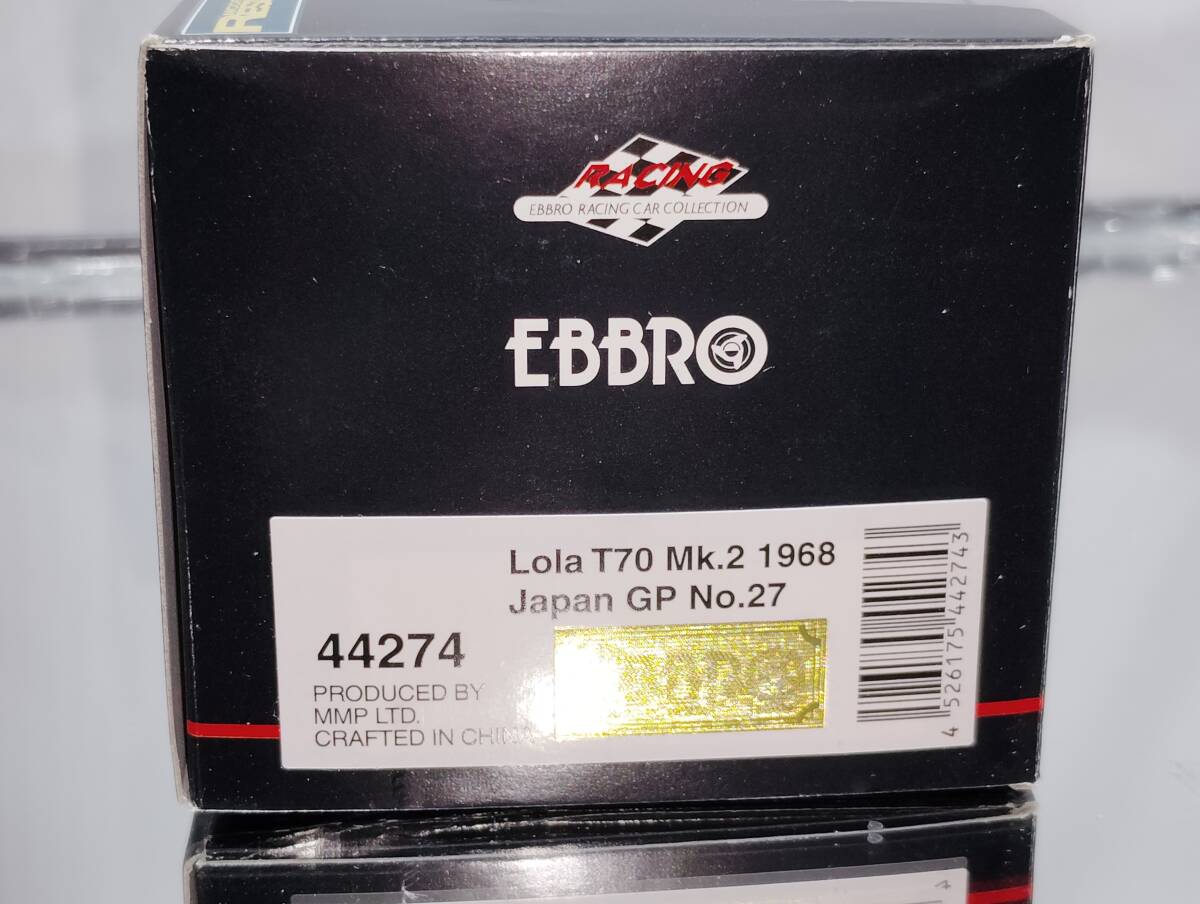 RACING
EBBRO RACING CAR COLLECTION
EBBRO
Lola T70 Mk.2 1968
Japan GP No.27
44274
PRODUCED BY
MMP LTD.
CRAFTED IN CHINA
4 526175 442743